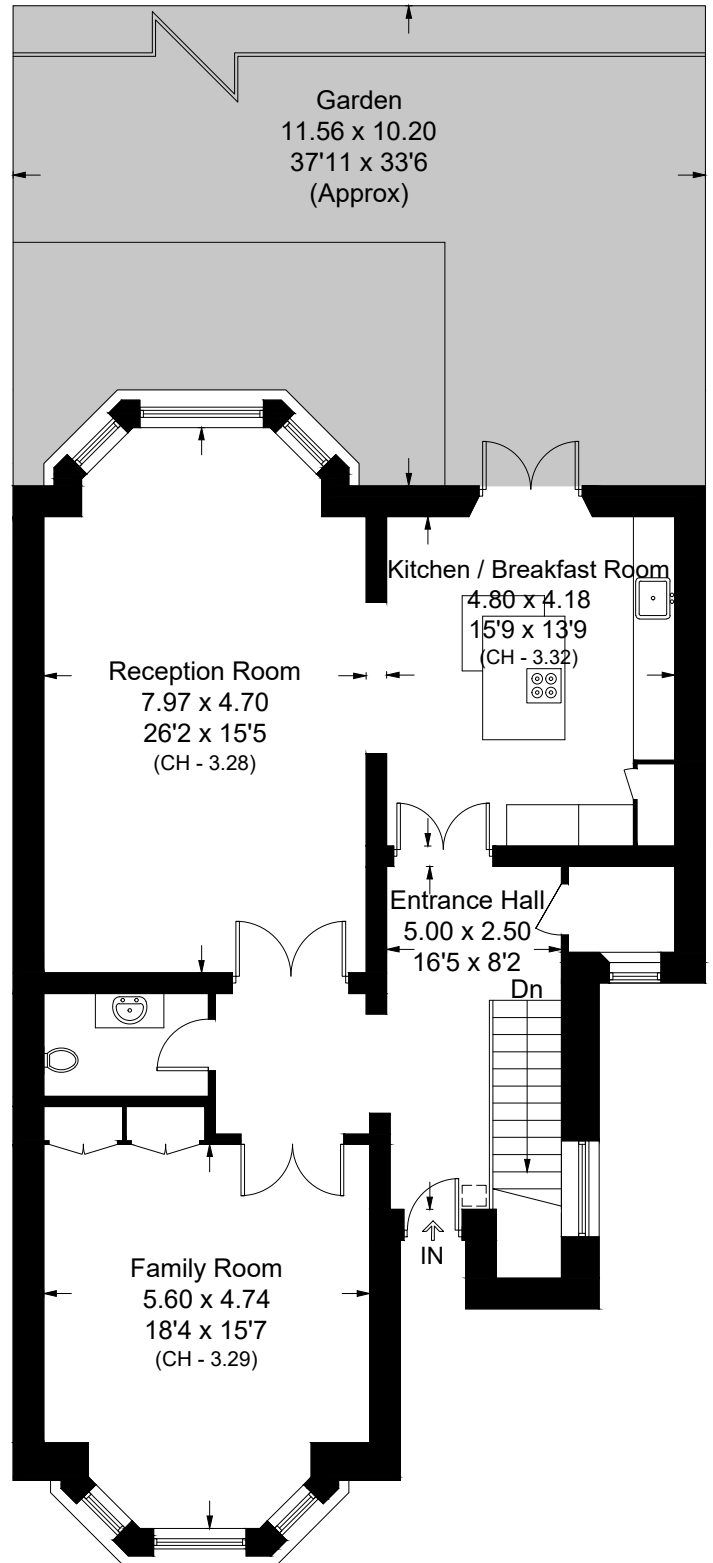 Garden
11.56 x 10.20
37'11 x 33'6
(Approx)
Kitchen / Breakfast Room
4.80 x 4.18
15'9 x 13'9
(CH - 3.32)
Reception Room
7.97 x 4.70
26'2 x 15'5
(CH - 3.28)
Entrance Hall
5.00 x 2.50
16'5 x 8'2
Dn
IN
Family Room
5.60 x 4.74
18'4 x 15'7
(CH - 3.29)